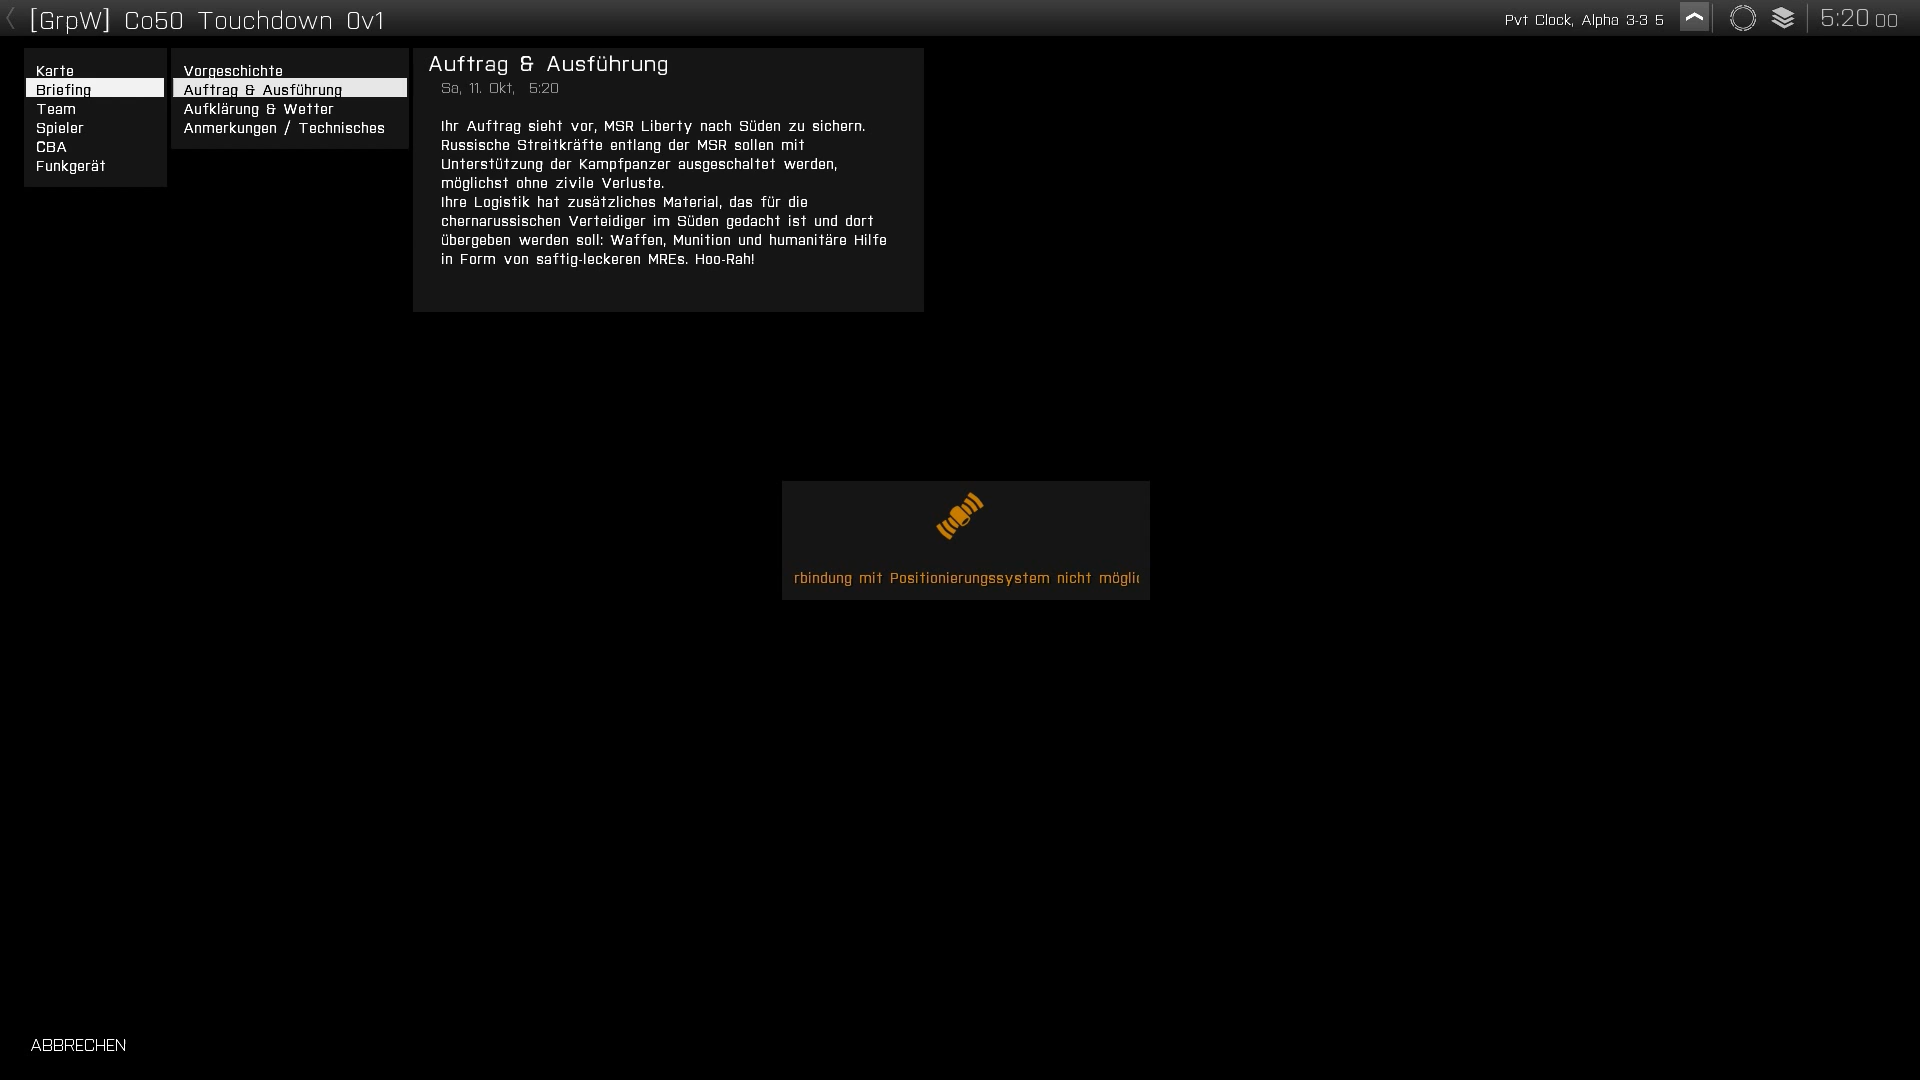 [GrpW] Co50 Touchdown 0v1
Pvt Clock, Alpha 3-3 5
5:20 00
Karte
Briefing
Team
Spieler
CBA
Funkgerät
Vorgeschichte
Auftrag & Ausführung
Aufklärung & Wetter
Anmerkungen / Technisches
Auftrag & Ausführung
Sa, 11. Okt, 5:20
Ihr Auftrag sieht vor, MSR Liberty nach Süden zu sichern.
Russische Streitkräfte entlang der MSR sollen mit
Unterstützung der Kampfpanzer ausgeschaltet werden,
möglichst ohne zivile Verluste.
Ihre Logistik hat zusätzliches Material, das für die
chernarussischen Verteidiger im Süden gedacht ist und dort
übergeben werden soll: Waffen, Munition und humanitäre Hilfe
in Form von saftig-leckeren MREs. Hoo-Rah!
rbindung mit Positionierungssystem nicht möglic
ABBRECHEN